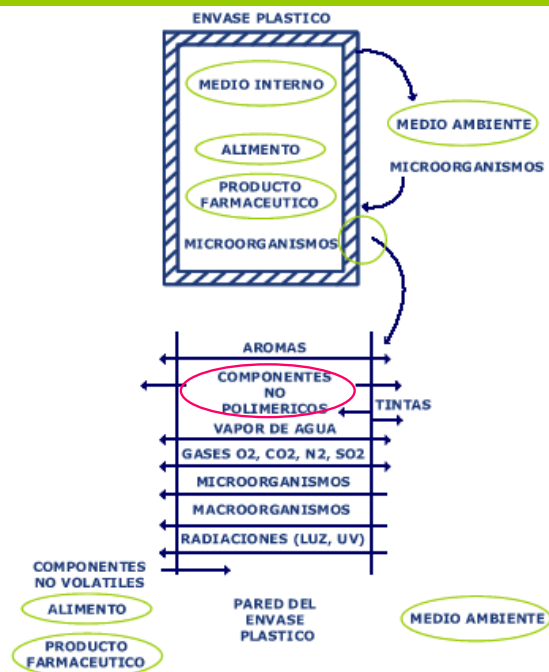 ENVASE PLASTICO
MEDIO INTERNO
MEDIO AMBIENTE
ALIMENTO
MICROORGANISMOS
PRODUCTO
FARMACEUTICO
MICROORGANISMOS
AROMAS
COMPONENTES
NO
POLIMERICOS
TINTAS
VAPOR DE AGUA
GASES O2, CO2, N2, SO2
MICROORGANISMOS
MACROORGANISMOS
RADIACIONES (LUZ, UV)
COMPONENTES
NO VOLATILES
ALIMENTO
PRODUCTO
FARMACEUTICO
PARED DEL
ENVASE
PLASTICO
MEDIO AMBIENTE